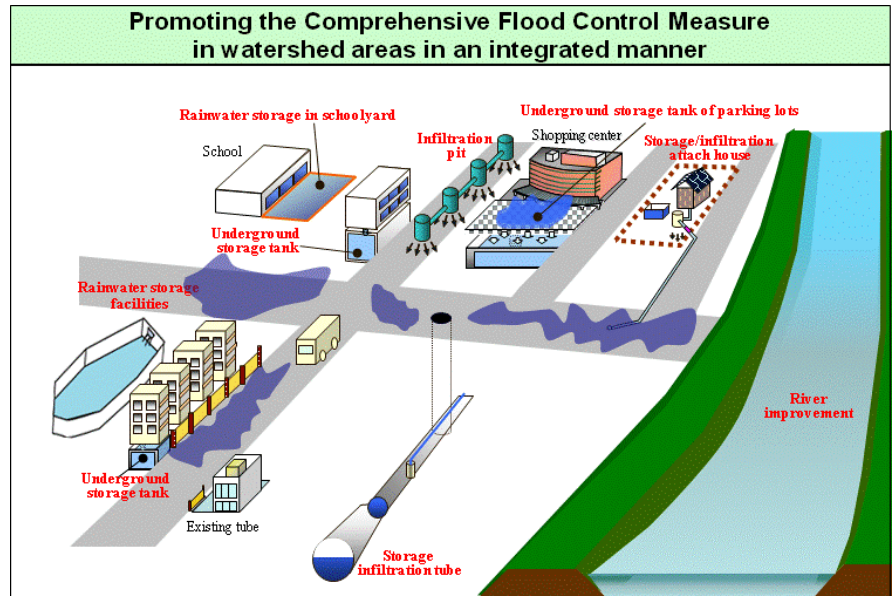 Promoting the Comprehensive Flood Control Measure
in watershed areas in an integrated manner
Rainwater storage in schoolyard
Underground storage tank of parking lots
School
Infiltration
pit
Shopping center
Storage/infiltration
attach house
Underground
storage tank
Rainwater storage
facilities
River
improvement
Underground
storage tank
Existing tube
Storage
infiltration tube